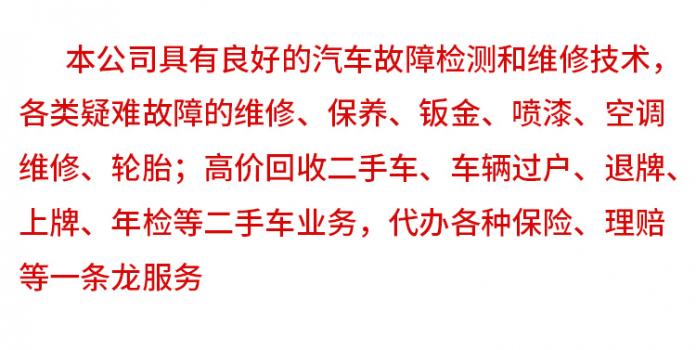 本公司具有良好的汽车故障检测和维修技术，
各类疑难故障的维修、保养、钣金、喷漆、空调
维修、轮胎；高价回收二手车、车辆过户、退牌、
上牌、年检等二手车业务，代办各种保险、理赔
等一条龙服务